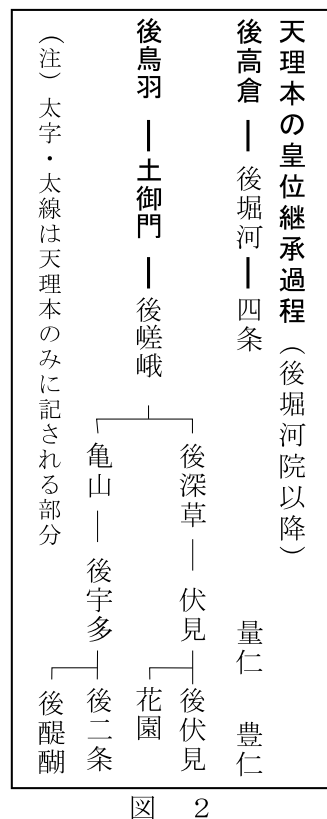 天理本の皇位継承過程（後堀河院以降）
後高倉 ― 後堀河 ― 四条 量仁 豊仁
後深草 ― 伏見 後伏見
後鳥羽 ― 土御門 ― 後嵯峨 花園
亀山 ― 後宇多 後二条
後醍醐
（注）太字・太線は天理本のみに記される部分
図 2